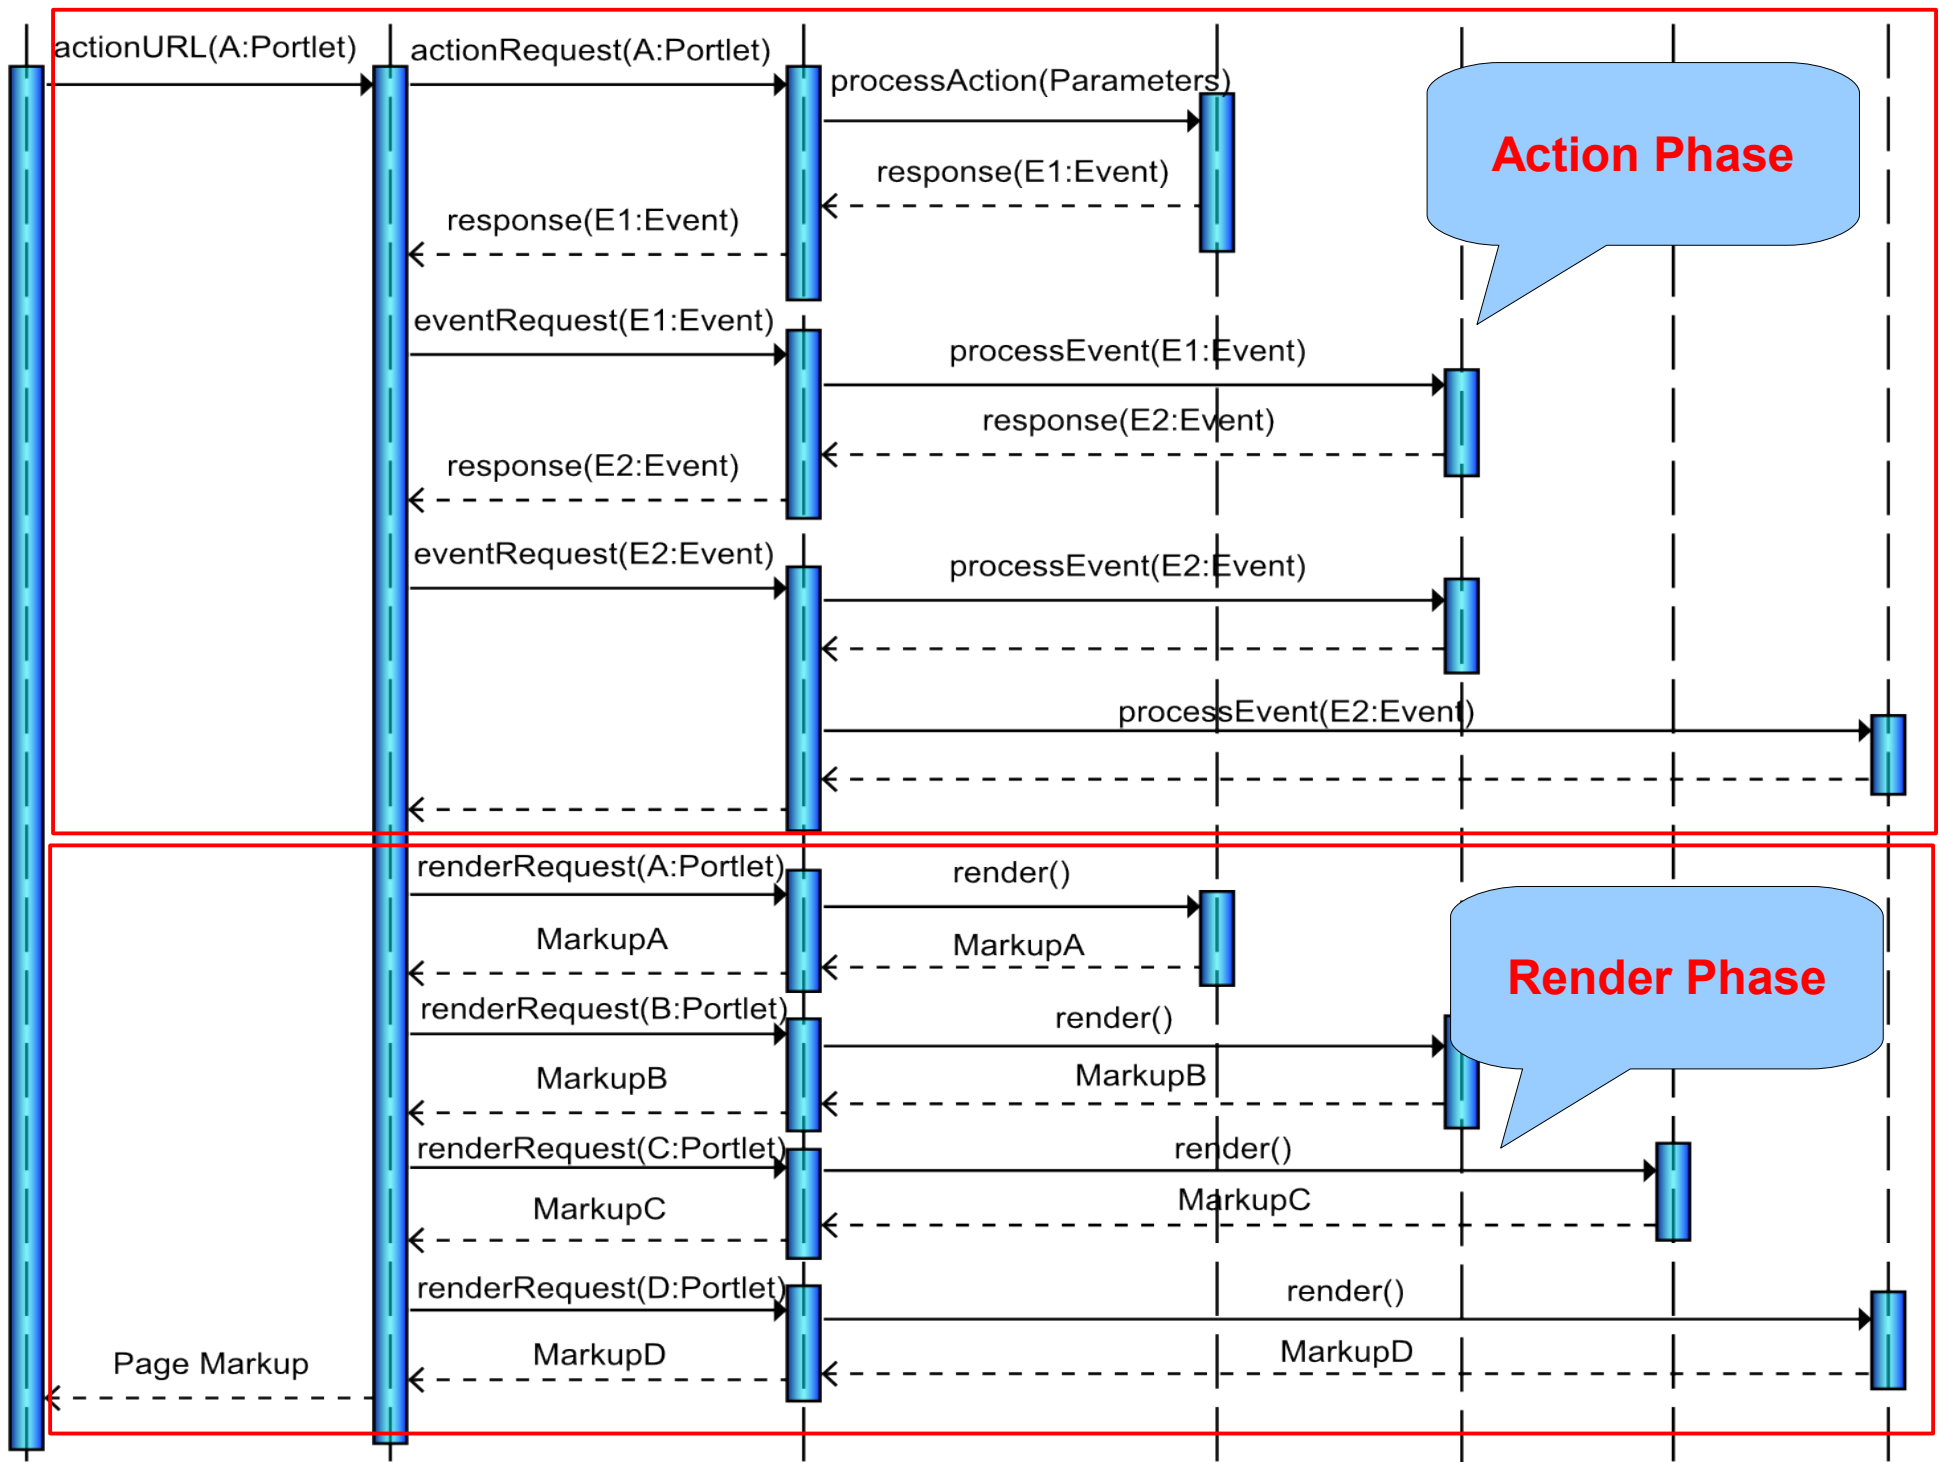 actionURL(A:Portlet)
actionRequest(A:Portlet)
processAction(Parameters)
Action Phase
response(E1:Event)
response(E1:Event)
eventRequest(E1:Event)
processEvent(E1:Event)
response(E2:Event)
response(E2:Event)
eventRequest(E2:Event)
processEvent(E2:Event)
processEvent(E2:Event)
renderRequest(A:Portlet)
render()
MarkupA
MarkupA
Render Phase
renderRequest(B:Portlet)
render()
MarkupB
MarkupB
renderRequest(C:Portlet)
render()
MarkupC
MarkupC
renderRequest(D:Portlet)
render()
MarkupD
MarkupD
Page Markup